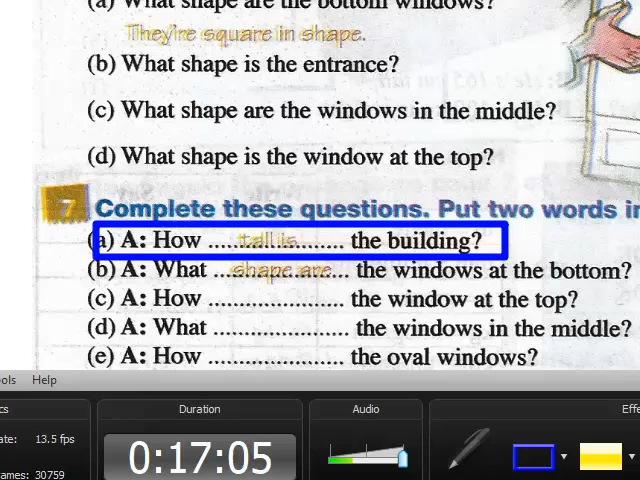 (a) What shape are the bottom windows?
They're square in shape.
(b) What shape is the entrance?
(c) What shape are the windows in the middle?
(d) What shape is the window at the top?
7 Complete these questions. Put two words in
(a) A: How ...tall is... the building?
(b) A: What ...shape are... the windows at the bottom?
(c) A: How .................... the window at the top?
(d) A: What .................... the windows in the middle?
(e) A: How .................... the oval windows?
ols Help
cs Duration Audio Effe
ate: 13.5 fps
0:17:05
ames: 30759